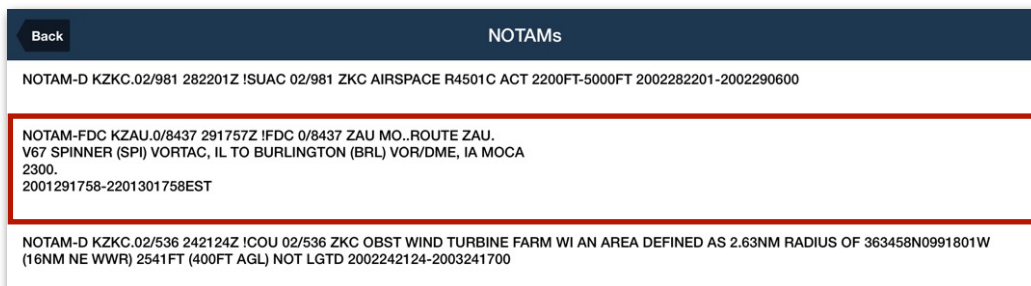 Back
NOTAMs
NOTAM-D KZKC.02/981 282201Z !SUAC 02/981 ZKC AIRSPACE R4501C ACT 2200FT-5000FT 2002282201-2002290600
NOTAM-FDC KZAU.0/8437 291757Z !FDC 0/8437 ZAU MO..ROUTE ZAU.
V67 SPINNER (SPI) VORTAC, IL TO BURLINGTON (BRL) VOR/DME, IA MOCA
2300.
2001291758-2201301758EST
NOTAM-D KZKC.02/536 242124Z !COU 02/536 ZKC OBST WIND TURBINE FARM WI AN AREA DEFINED AS 2.63NM RADIUS OF 363458N0991801W
(16NM NE WWR) 2541FT (400FT AGL) NOT LGTD 2002242124-2003241700